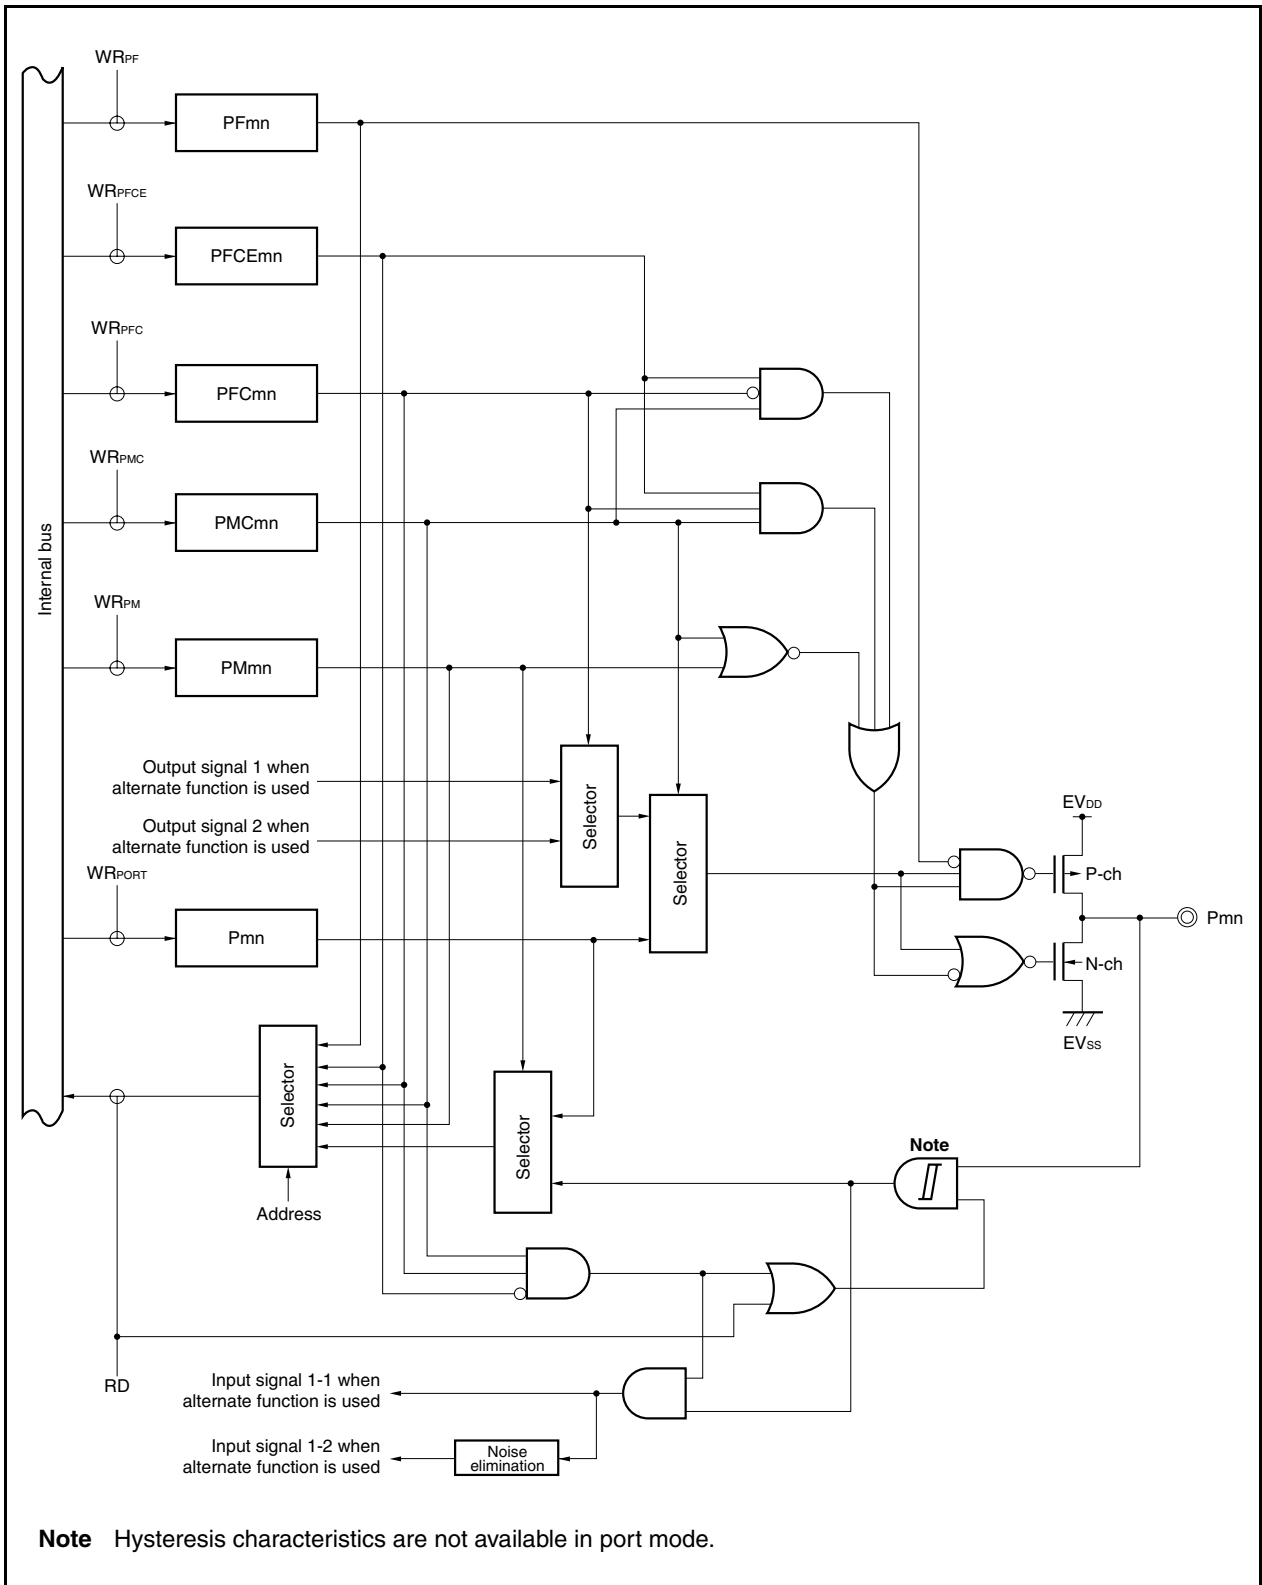 WRPF
PFmn
WRPFCE
PFCEmn
WRPFC
PFCmn
WRPMC
PMCmn
Internal bus
WRPM
PMmn
Output signal 1 when
alternate function is used
Output signal 2 when
alternate function is used
Selector
Selector
WRPORT
Pmn
EVDD
P-ch
Pmn
N-ch
EVSS
Selector
Selector
Address
Note
RD
Input signal 1-1 when
alternate function is used
Input signal 1-2 when
alternate function is used
Noise
elimination
Note Hysteresis characteristics are not available in port mode.